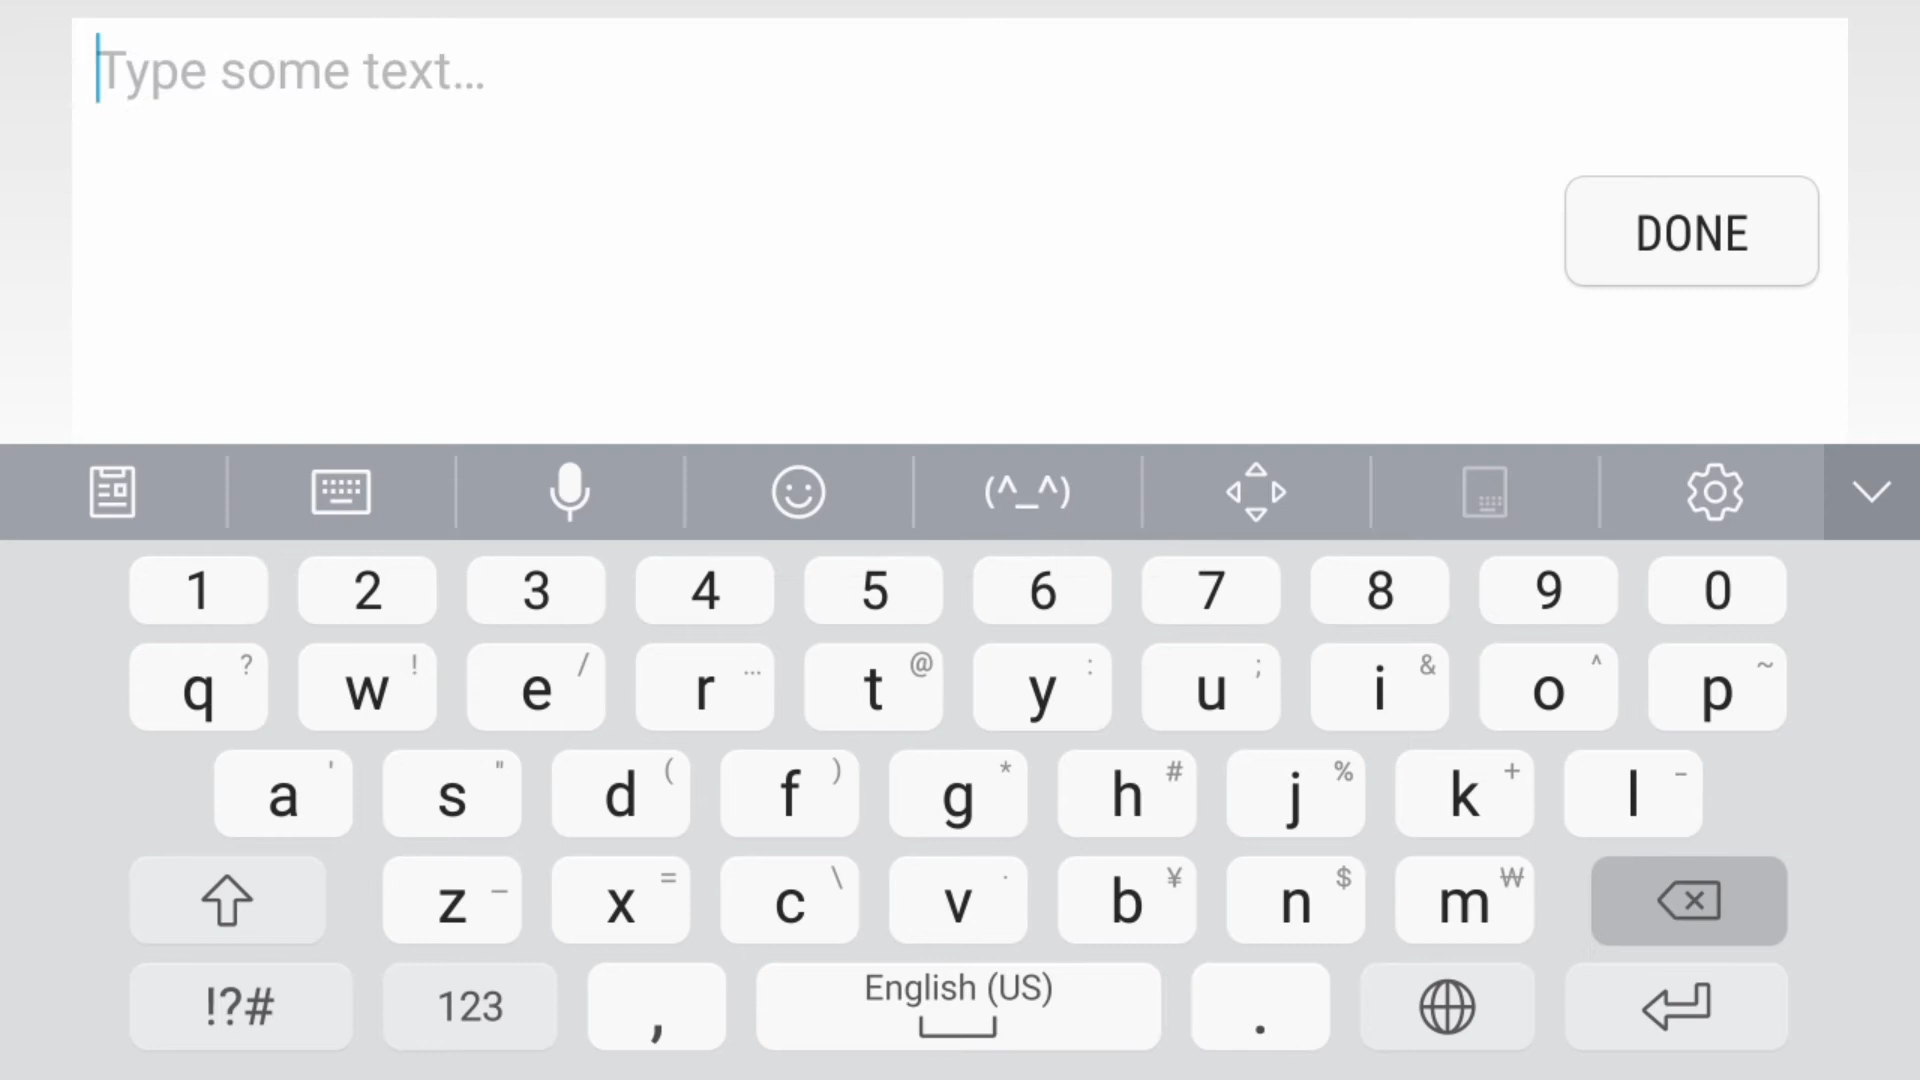 Type some text...
DONE
(^_^)
1 2 3 4 5 6 7 8 9 0
q ? w ! e / r ... t @ y : u ; i & o ^ p ~
a ' s " d ( f ) g * h # j % k + l -
z _ x = c \ v · b ¥ n $ m ₩
!?# 123 , English (US) .